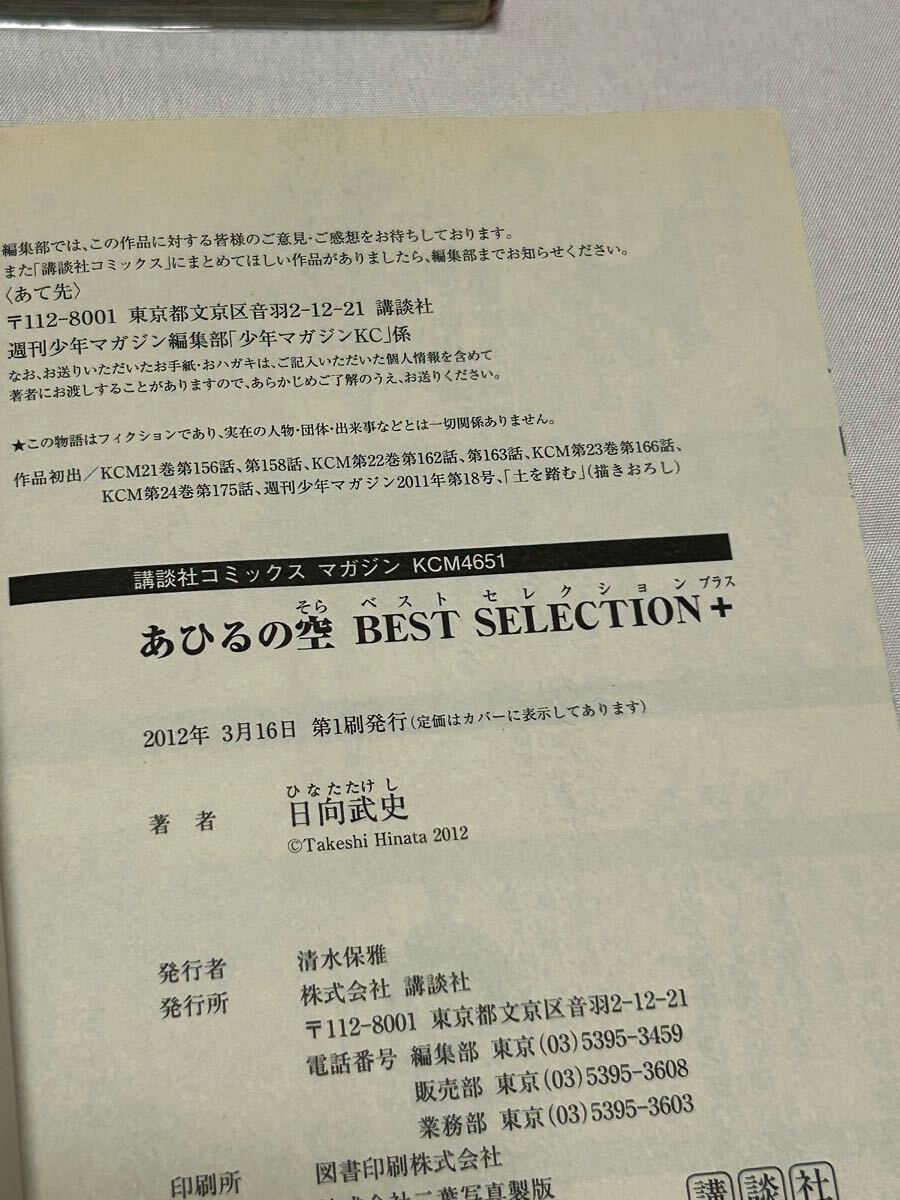 編集部では、この作品に対する皆様のご意見・ご感想をお待ちしております。
また「講談社コミックス」にまとめてほしい作品がありましたら、編集部までお知らせください。
〈あて先〉
〒112-8001 東京都文京区音羽2-12-21 講談社
週刊少年マガジン編集部「少年マガジンKC」係
なお、お送りいただいたお手紙・おハガキは、ご記入いただいた個人情報を含めて
著者にお渡しすることがありますので、あらかじめご了解のうえ、お送りください。
★この物語はフィクションであり、実在の人物・団体・出来事などとは一切関係ありません。
作品初出／KCM21巻第156話、第158話、KCM第22巻第162話、第163話、KCM第23巻第166話、
KCM第24巻第175話、週刊少年マガジン2011年第18号、「土を踏む」(描きおろし)
講談社コミックス マガジン KCM4651
そら ベスト セレクション プラス
あひるの空 BEST SELECTION+
2012年 3月16日 第1刷発行(定価はカバーに表示してあります)
ひなたたけし
著者 日向武史
©Takeshi Hinata 2012
発行者 清水保雅
発行所 株式会社 講談社
〒112-8001 東京都文京区音羽2-12-21
電話番号 編集部 東京(03)5395-3459
販売部 東京(03)5395-3608
業務部 東京(03)5395-3603
印刷所 図書印刷株式会社
株式会社二葉写真製版
講談社